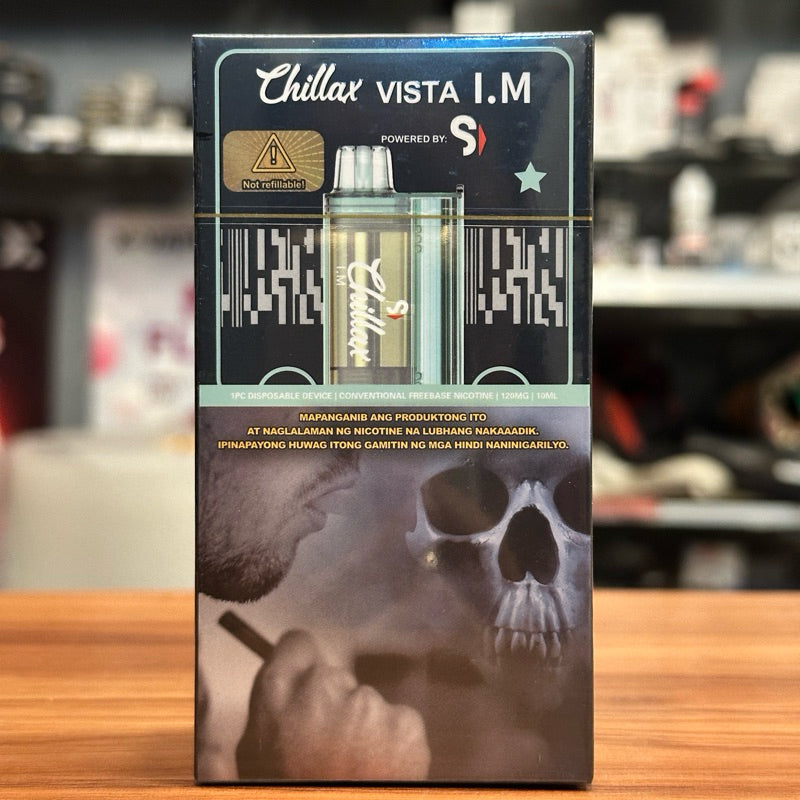 Chillax VISTA I.M
POWERED BY: S
Not refillable!
Chillax
I.M
S
1PC DISPOSABLE DEVICE | CONVENTIONAL FREEBASE NICOTINE | 120MG | 10ML
MAPANGANIB ANG PRODUKTONG ITO
AT NAGLALAMAN NG NICOTINE NA LUBHANG NAKAAADIK.
IPINAPAYONG HUWAG ITONG GAMITIN NG MGA HINDI NANINIGARILYO.